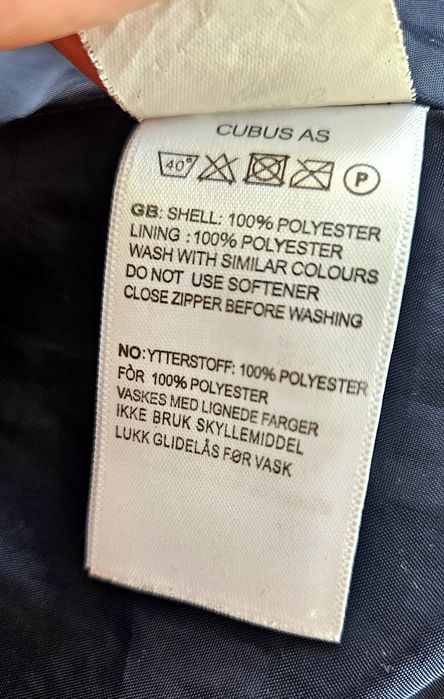 CUBUS AS
40°
P
GB: SHELL: 100% POLYESTER
LINING :100% POLYESTER
WASH WITH SIMILAR COLOURS
DO NOT USE SOFTENER
CLOSE ZIPPER BEFORE WASHING
NO:YTTERSTOFF: 100% POLYESTER
FÒR 100% POLYESTER
VASKES MED LIGNEDE FARGER
IKKE BRUK SKYLLEMIDDEL
LUKK GLIDELÅS FØR VASK